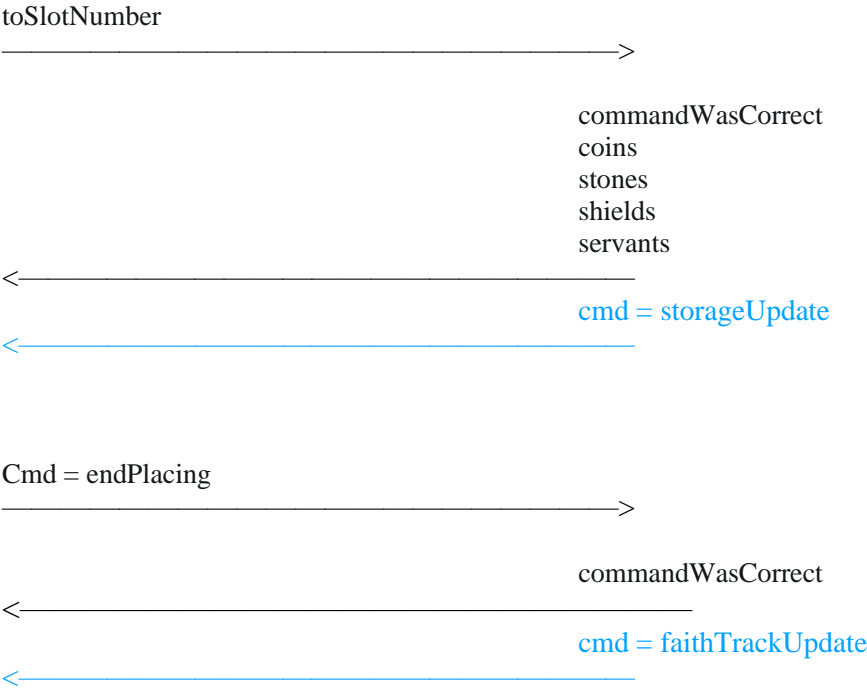 toSlotNumber
———————————————————————>
commandWasCorrect
coins
stones
shields
servants
<———————————————————————
cmd = storageUpdate
<———————————————————————
Cmd = endPlacing
———————————————————————>
commandWasCorrect
<—————————————————————————
cmd = faithTrackUpdate
<———————————————————————